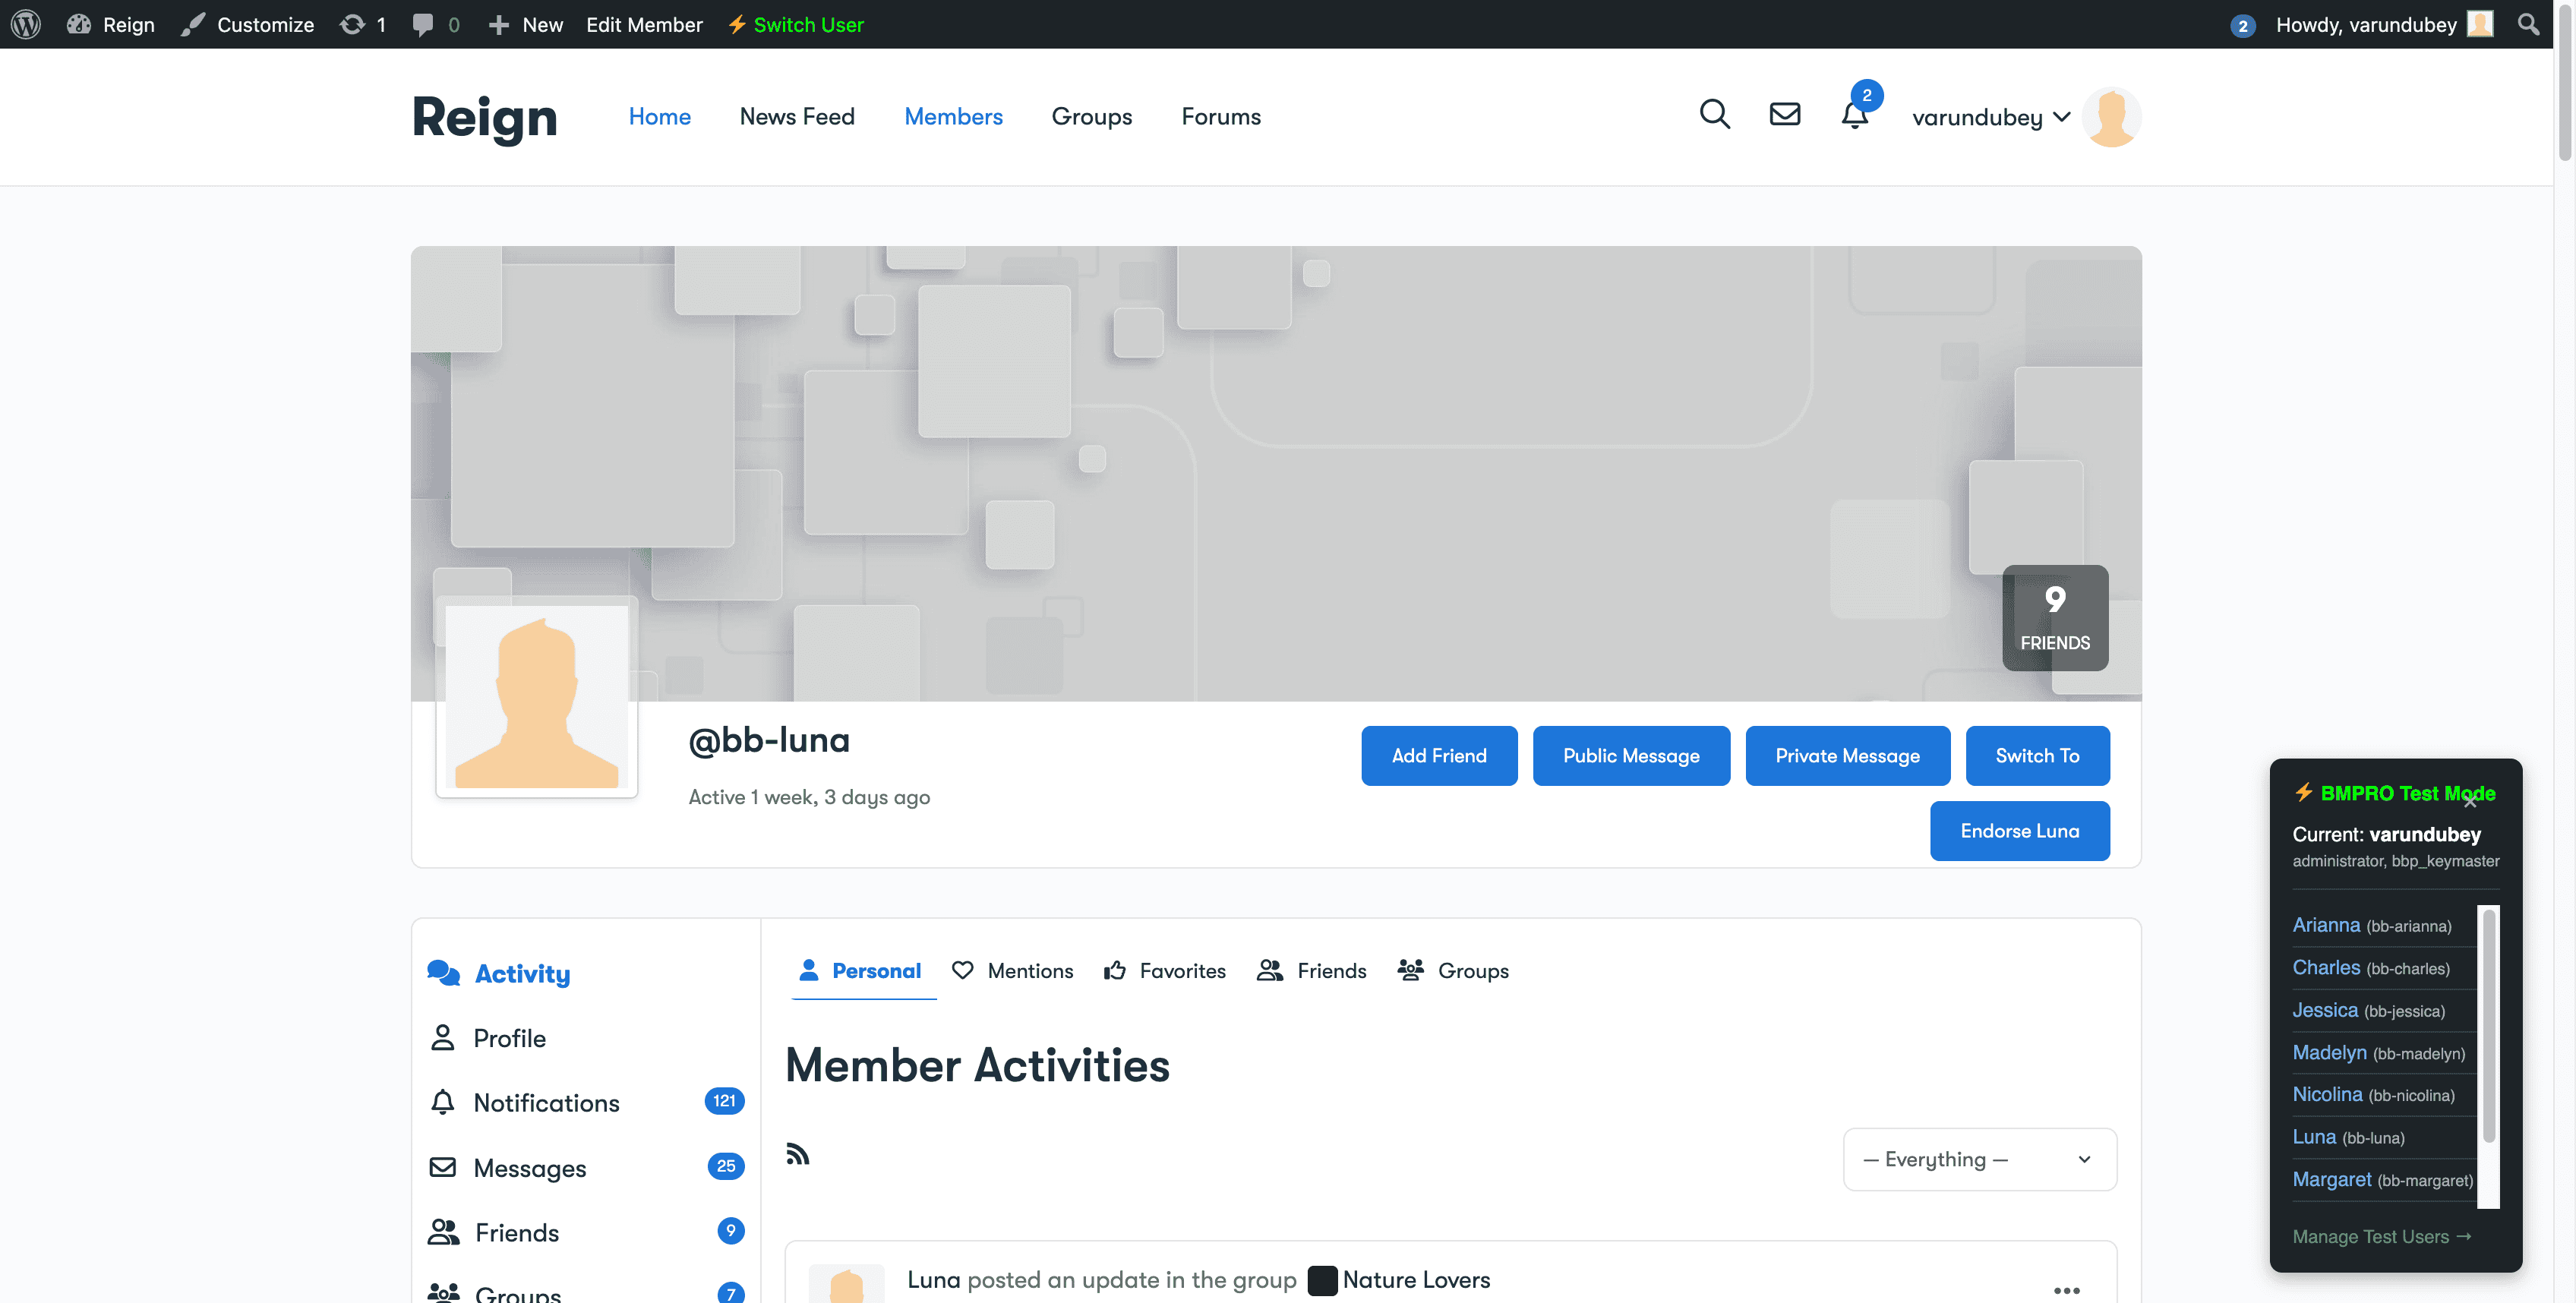 Reign Customize 1 0 New Edit Member Switch User 2 Howdy, varundubey
Reign Home News Feed Members Groups Forums 2 varundubey
9
FRIENDS
@bb-luna
Active 1 week, 3 days ago
Add Friend Public Message Private Message Switch To
Endorse Luna
Activity
Profile
Notifications 121
Messages 25
Friends 9
Groups 7
Personal Mentions Favorites Friends Groups
Member Activities
— Everything —
Luna posted an update in the group Nature Lovers
BMPRO Test Mode
Current: varundubey
administrator, bbp_keymaster
Arianna (bb-arianna)
Charles (bb-charles)
Jessica (bb-jessica)
Madelyn (bb-madelyn)
Nicolina (bb-nicolina)
Luna (bb-luna)
Margaret (bb-margaret)
Manage Test Users →